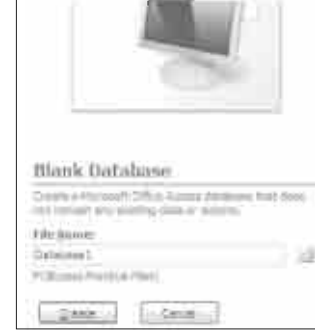 Blank Database
Create a Microsoft Office Access database that does
not contain any existing data or objects.
File Name:
Database1
Create Cancel